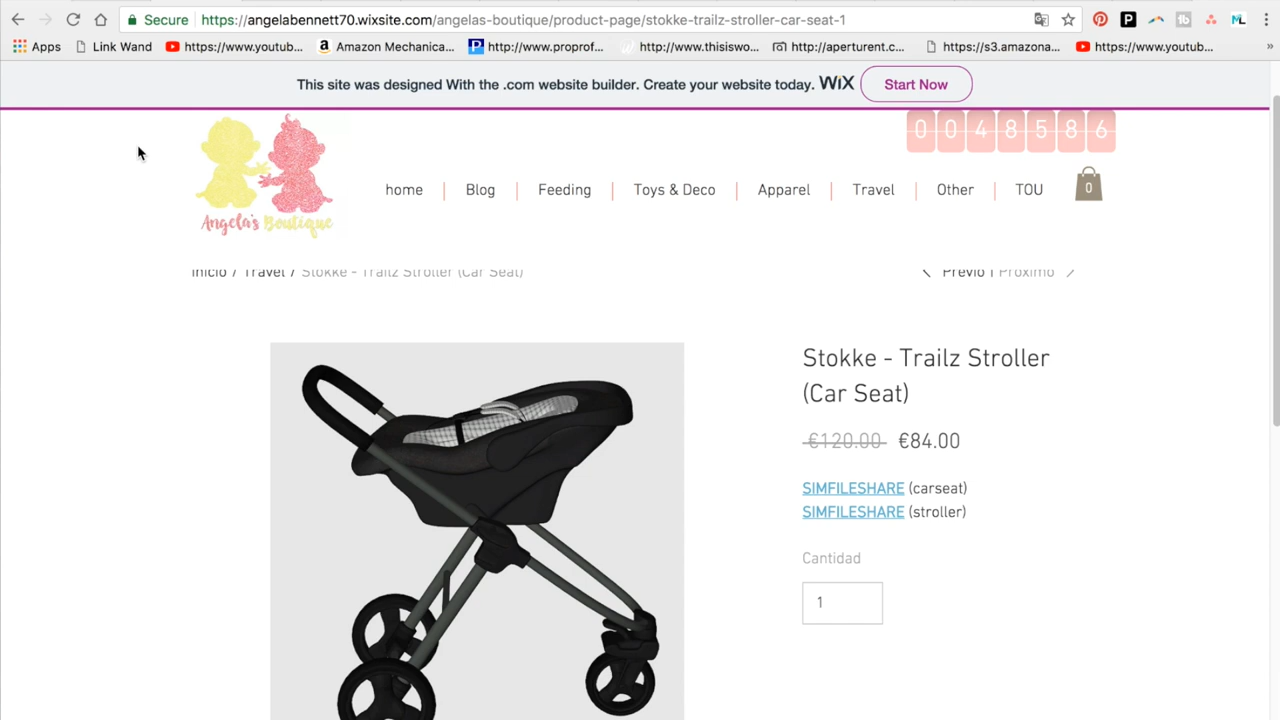 Secure
https://angelabennett70.wixsite.com/angelas-boutique/product-page/stokke-trailz-stroller-car-seat-1
Apps Link Wand https://www.youtub... Amazon Mechanica... http://www.proprof... http://www.thisiswo... http://aperturent.c... https://s3.amazona... https://www.youtub... »
This site was designed With the .com website builder. Create your website today. WiX Start Now
0 0 4 8 5 8 6
home | Blog | Feeding | Toys & Deco | Apparel | Travel | Other | TOU 0
Angela's Boutique
Inicio / Travel / Stokke - Trailz Stroller (Car Seat)
Previo | Próximo
Stokke - Trailz Stroller
(Car Seat)
€120.00 €84.00
SIMFILESHARE (carseat)
SIMFILESHARE (stroller)
Cantidad
1